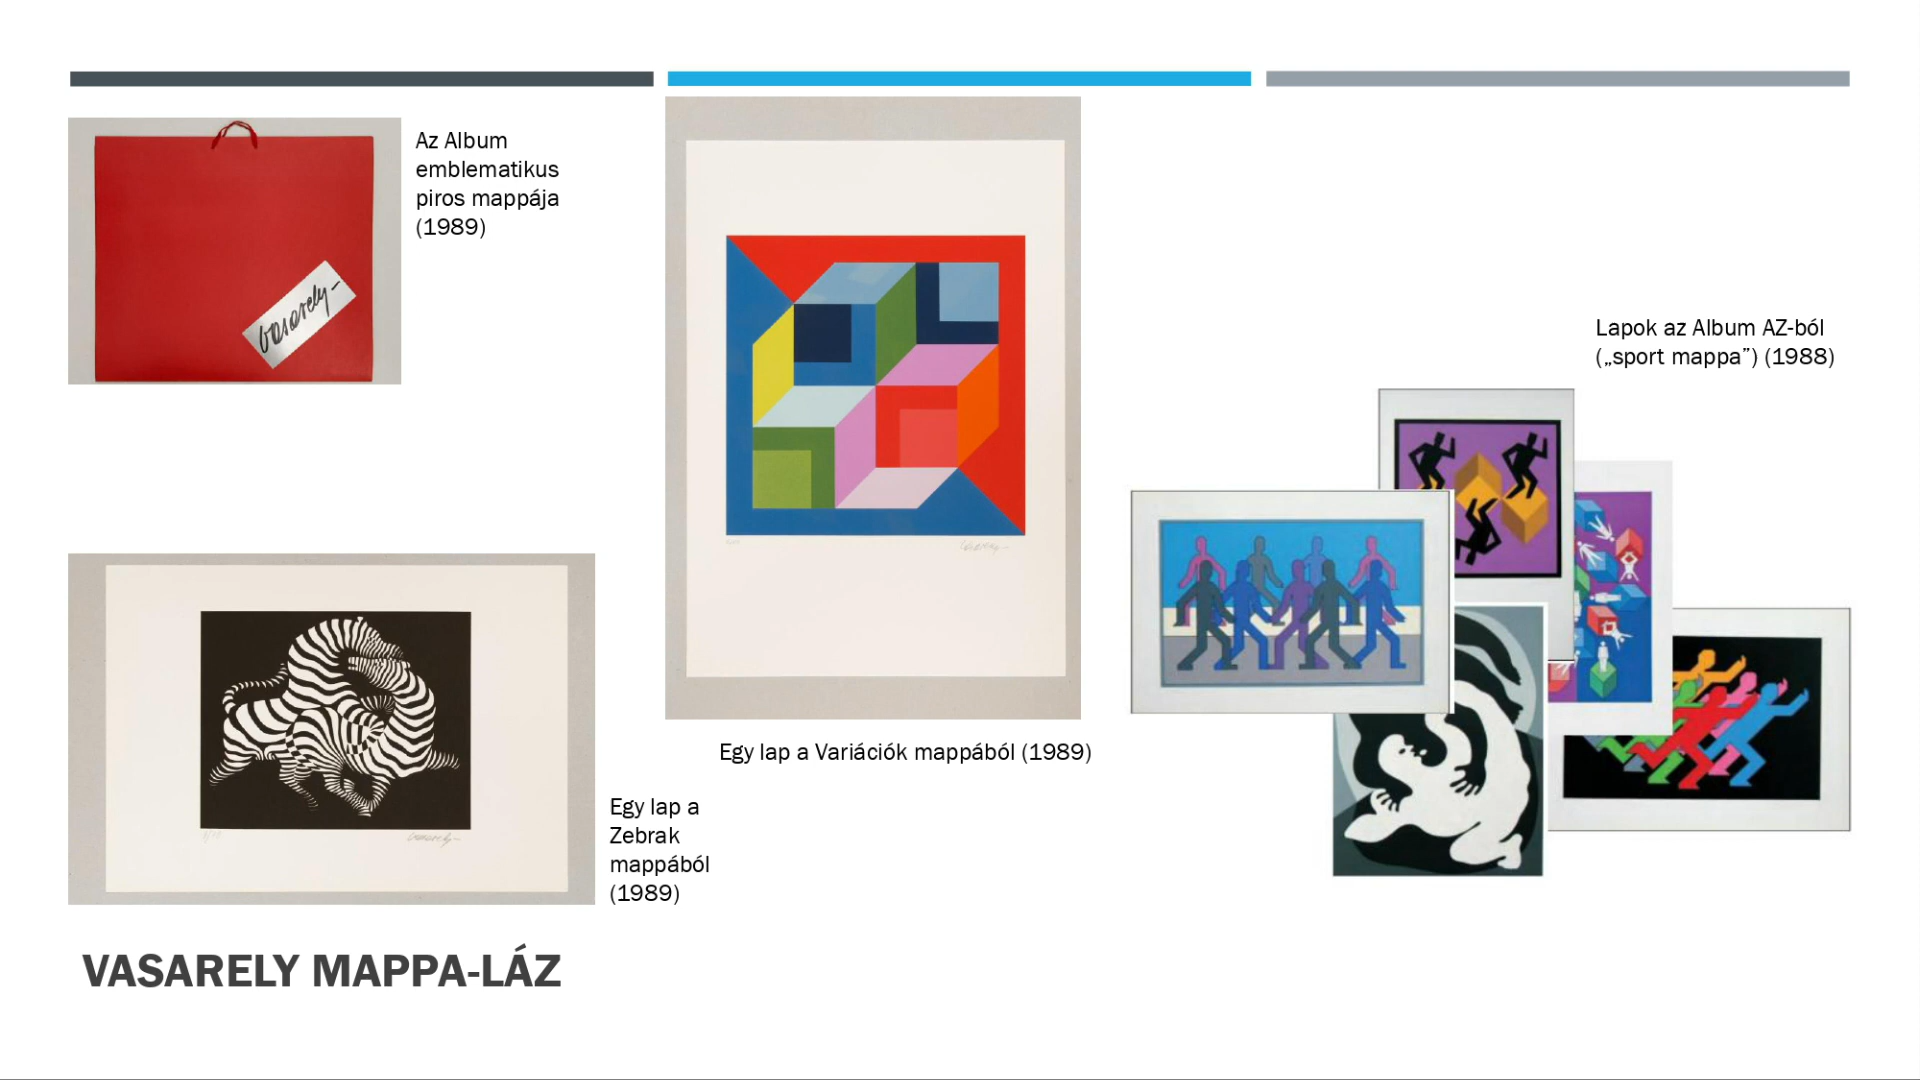 Az Album
emblematikus
piros mappája
(1989)
vasarely-
Lapok az Album AZ-ból
(„sport mappa”) (1988)
Egy lap a Variációk mappából (1989)
Egy lap a
Zebrak
mappából
(1989)
VASARELY MAPPA-LÁZ